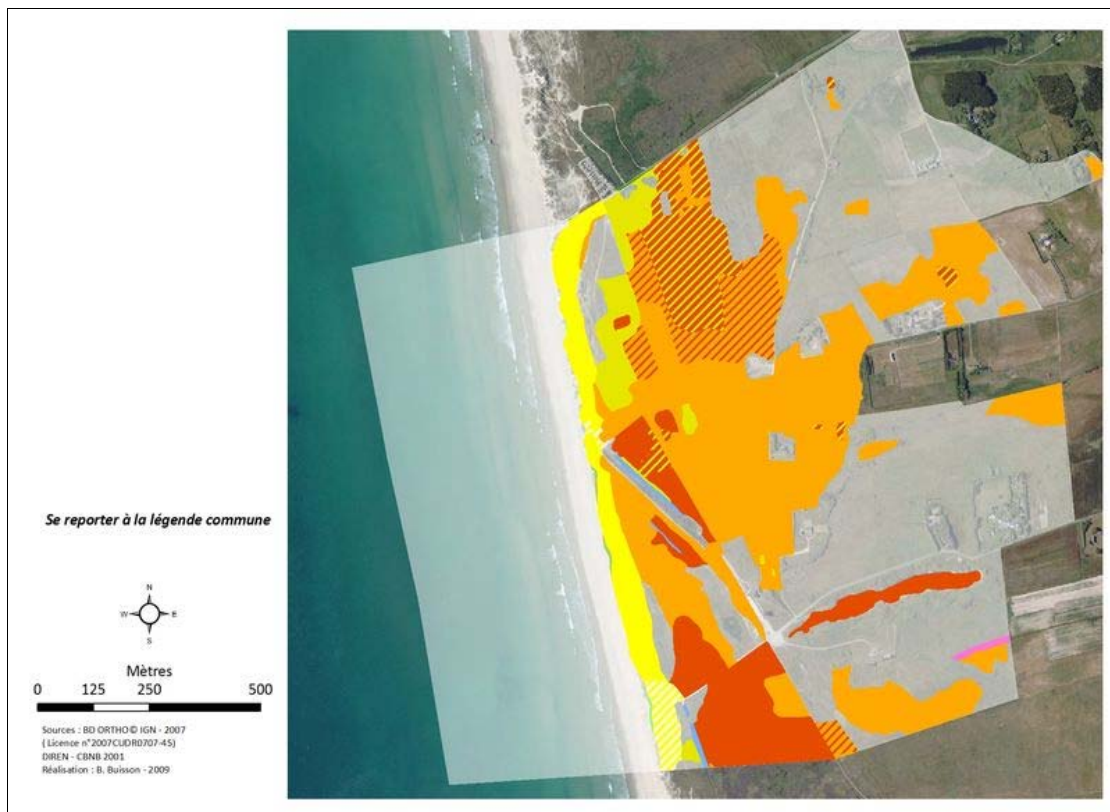 Se reporter à la légende commune
N
W E
S
Mètres
0 125 250 500
Sources : BD ORTHO© IGN - 2007
( Licence n°2007CUDR0707-45)
DIREN - CBNB 2001
Réalisation : B. Buisson - 2009